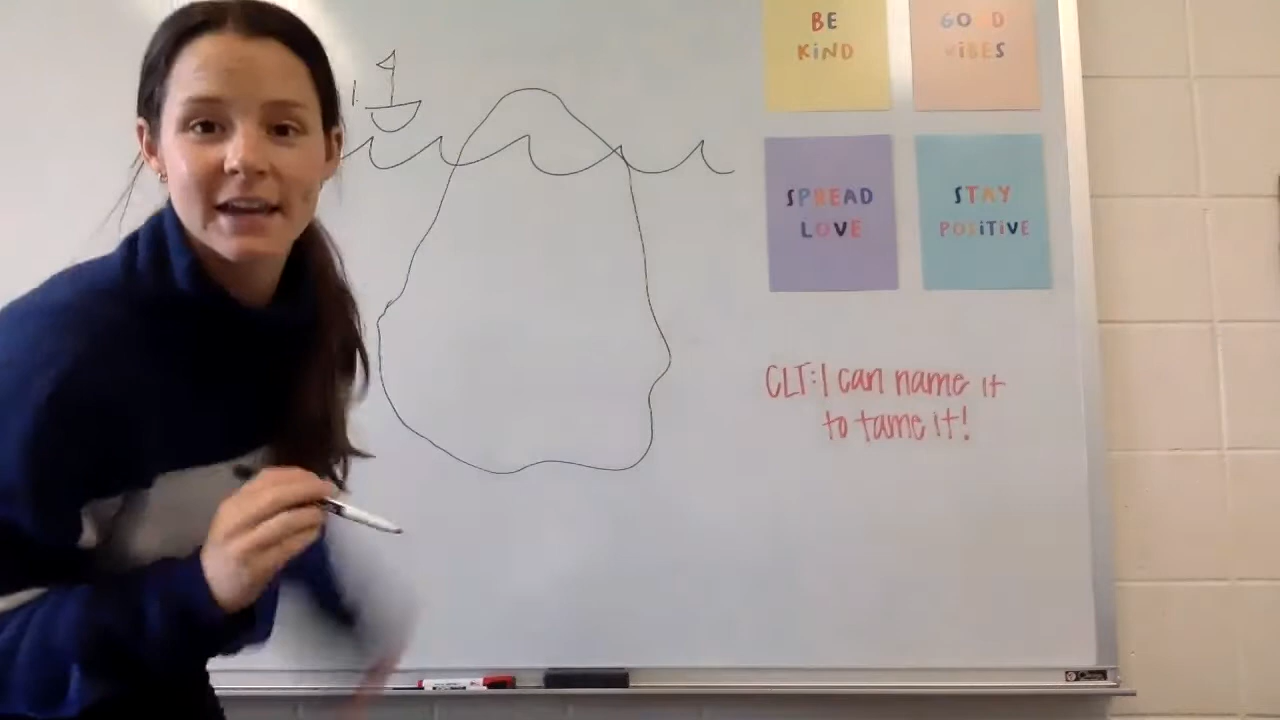 BE
KiND
GOOD
ViBES
SPREAD
LOVE
STAY
POSiTiVE
CLT: I can name it
to tame it!